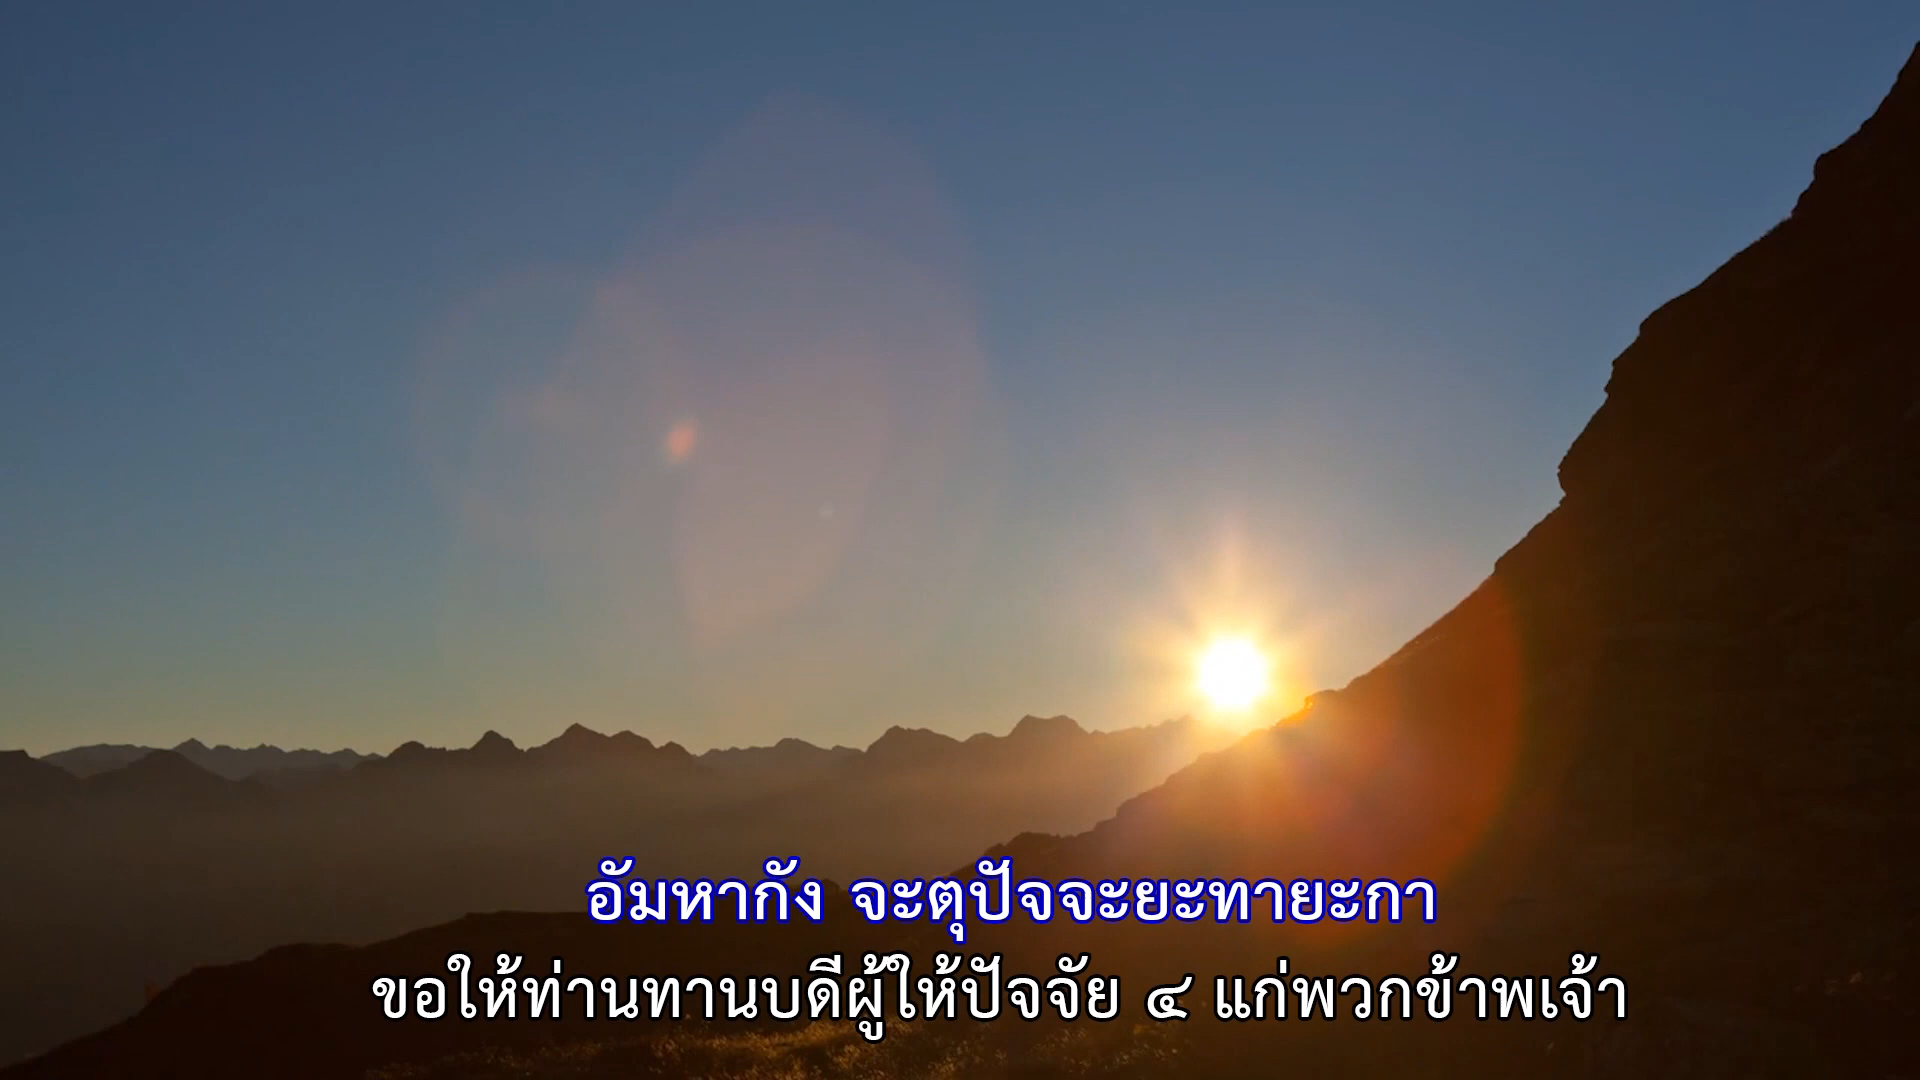 อัมหากัง จะตุปัจจะยะทายะกา
ขอให้ท่านทานบดีผู้ให้ปัจจัย ๔ แก่พวกข้าพเจ้า